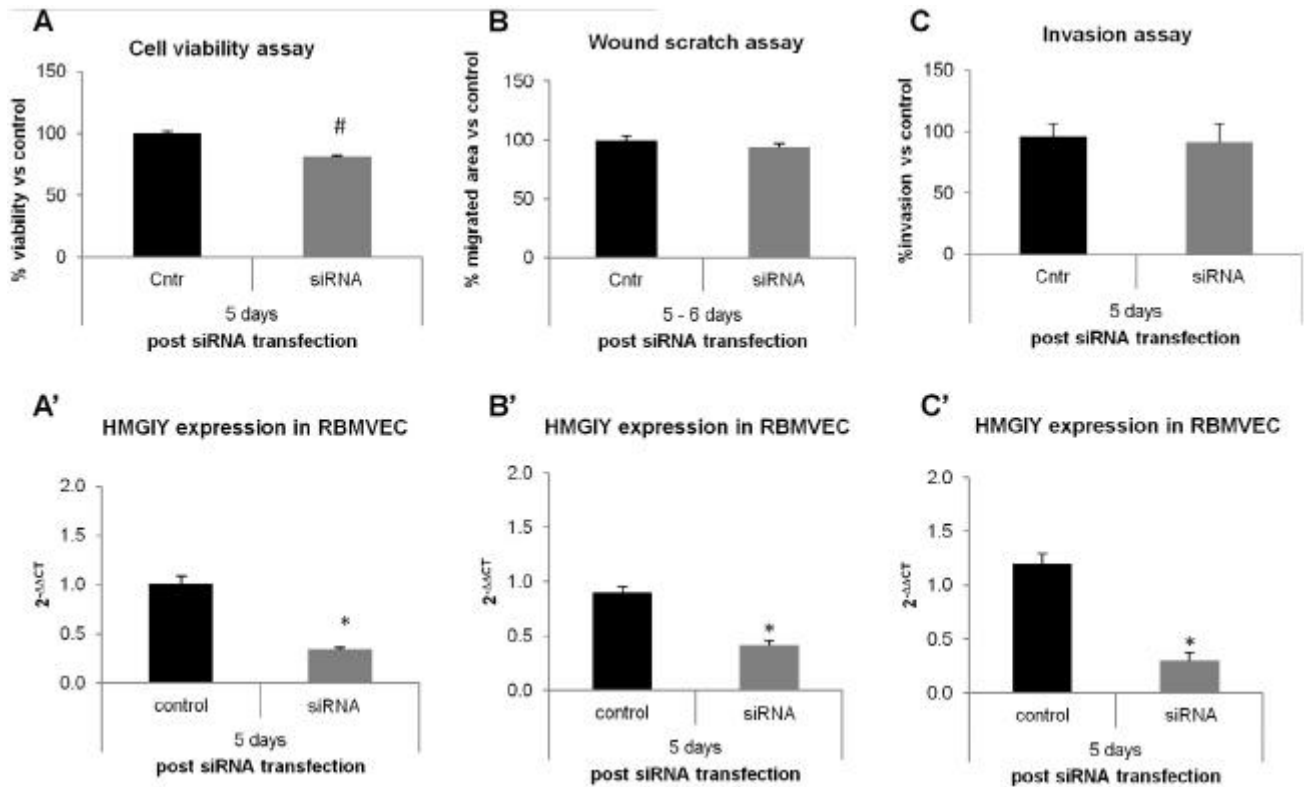 A
Cell viability assay
% viability vs control
150
100
50
0
#
Cntr
siRNA
5 days
post siRNA transfection
B
Wound scratch assay
% migrated area vs control
150
100
50
0
Cntr
siRNA
5 - 6 days
post siRNA transfection
C
Invasion assay
%invasion vs control
150
100
50
0
Cntr
siRNA
5 days
post siRNA transfection
A'
HMGIY expression in RBMVEC
2-ΔΔCT
2.0
1.5
1.0
0.5
0.0
*
control
siRNA
5 days
post siRNA transfection
B'
HMGIY expression in RBMVEC
2-ΔΔCT
2.0
1.5
1.0
0.5
0.0
*
control
siRNA
5 days
post siRNA transfection
C'
HMGIY expression in RBMVEC
2-ΔΔCT
2.0
1.5
1.0
0.5
0.0
*
control
siRNA
5 days
post siRNA transfection